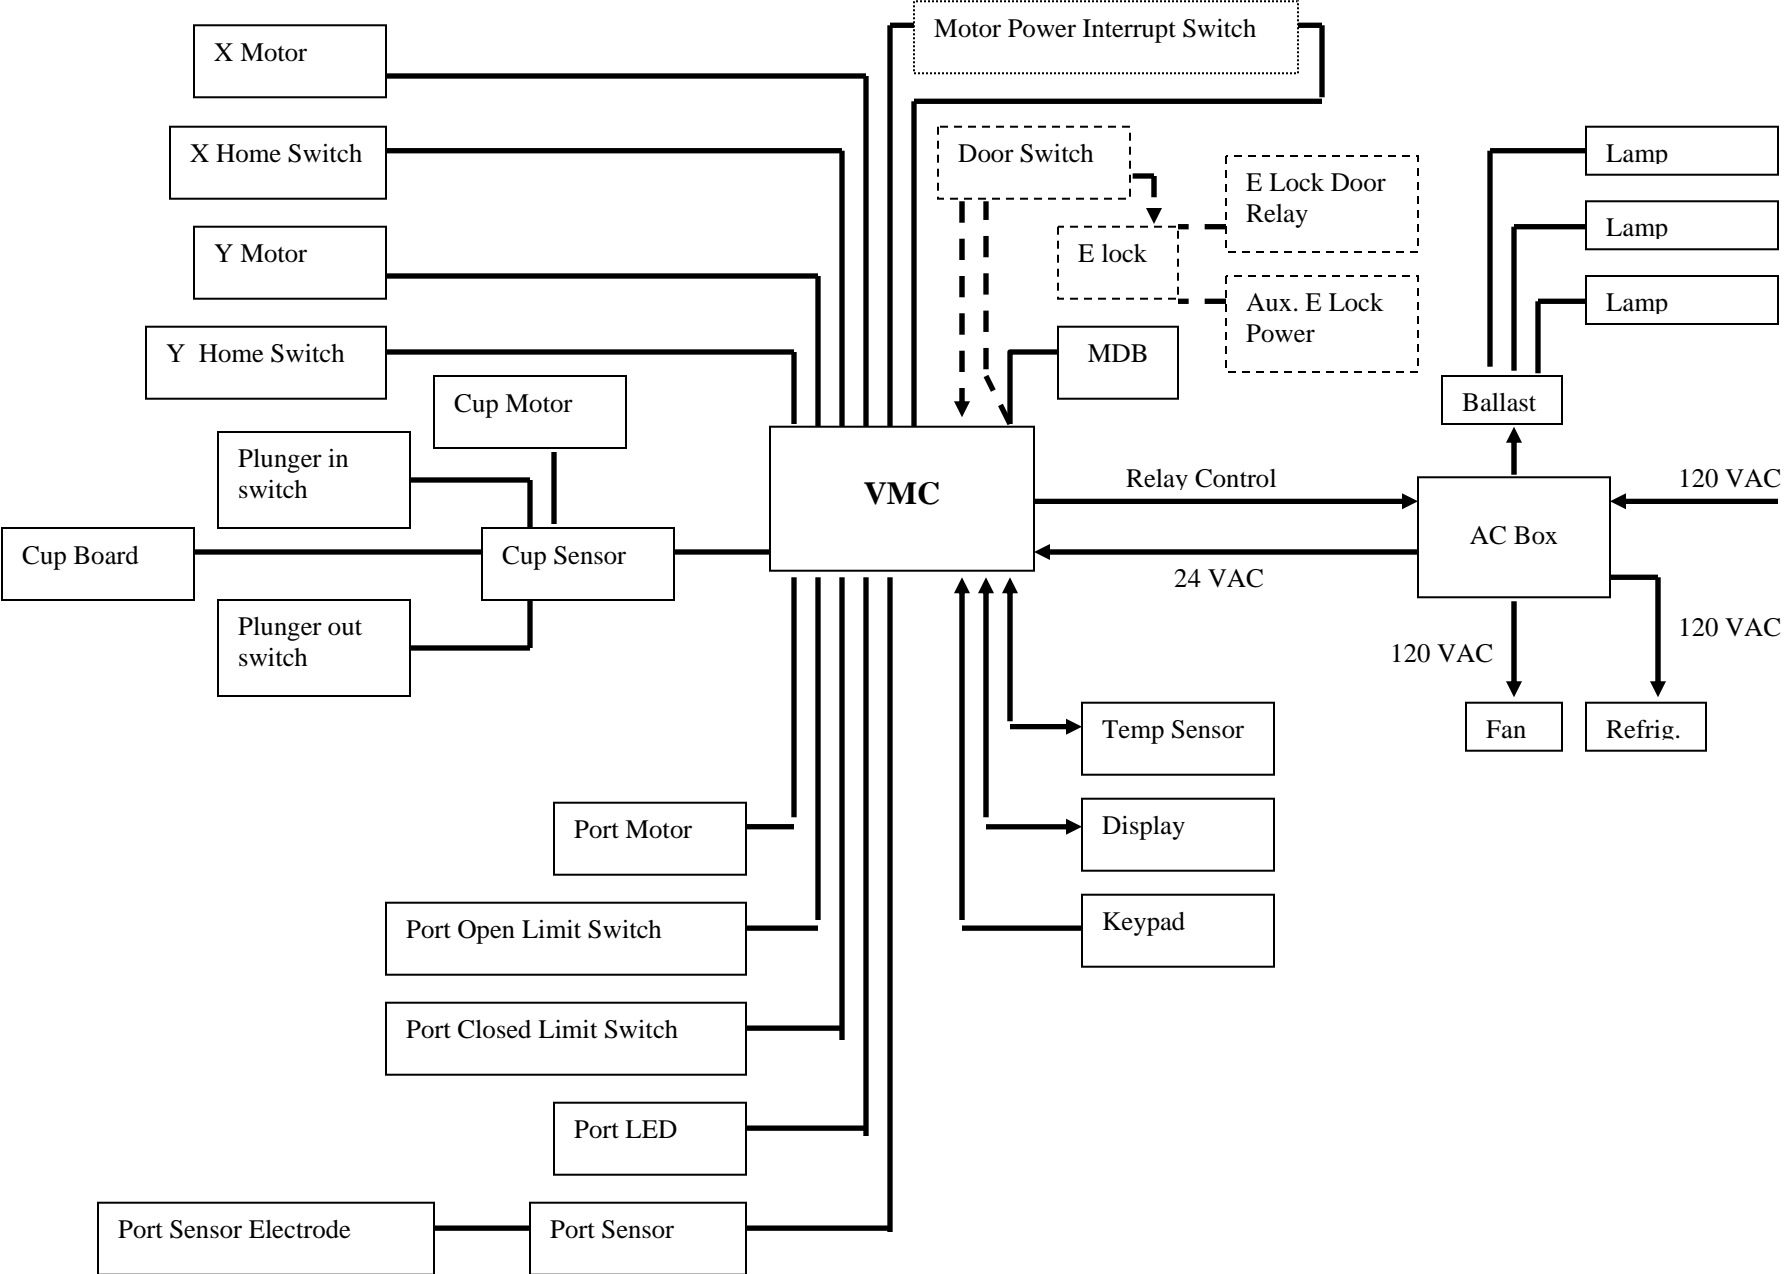 Motor Power Interrupt Switch
X Motor
X Home Switch
Door Switch
Lamp
E Lock Door
Relay
Y Motor
E lock
Lamp
Aux. E Lock
Power
Lamp
Y Home Switch
MDB
Cup Motor
Ballast
Plunger in
switch
VMC
Relay Control
120 VAC
AC Box
Cup Board
Cup Sensor
24 VAC
Plunger out
switch
120 VAC
120 VAC
Temp Sensor
Fan
Refrig.
Port Motor
Display
Port Open Limit Switch
Keypad
Port Closed Limit Switch
Port LED
Port Sensor Electrode
Port Sensor